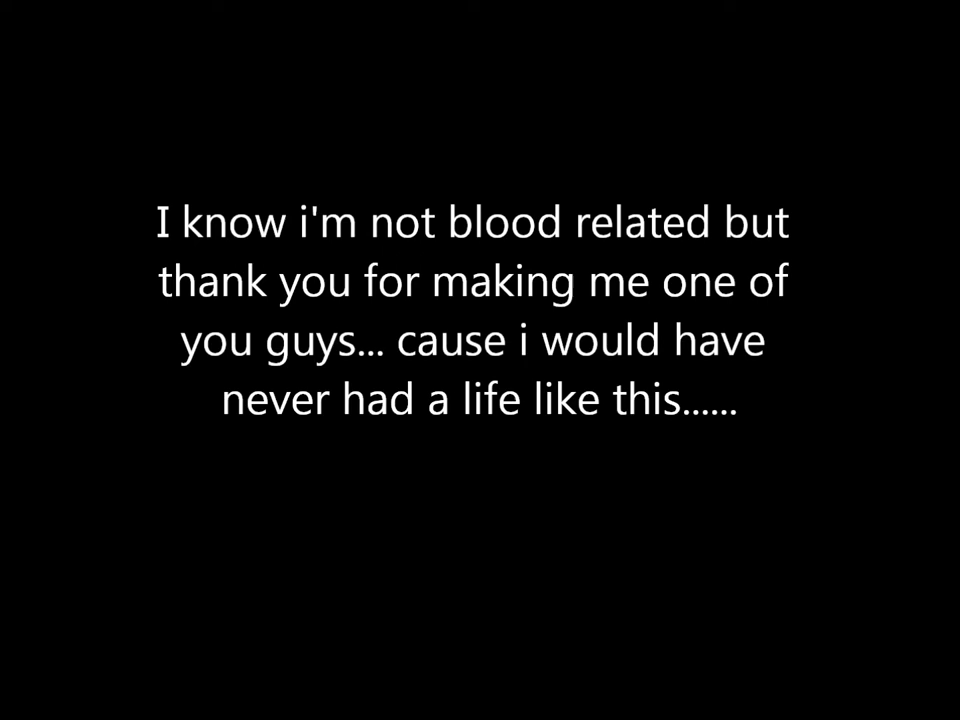 I know i'm not blood related but
thank you for making me one of
you guys... cause i would have
never had a life like this......